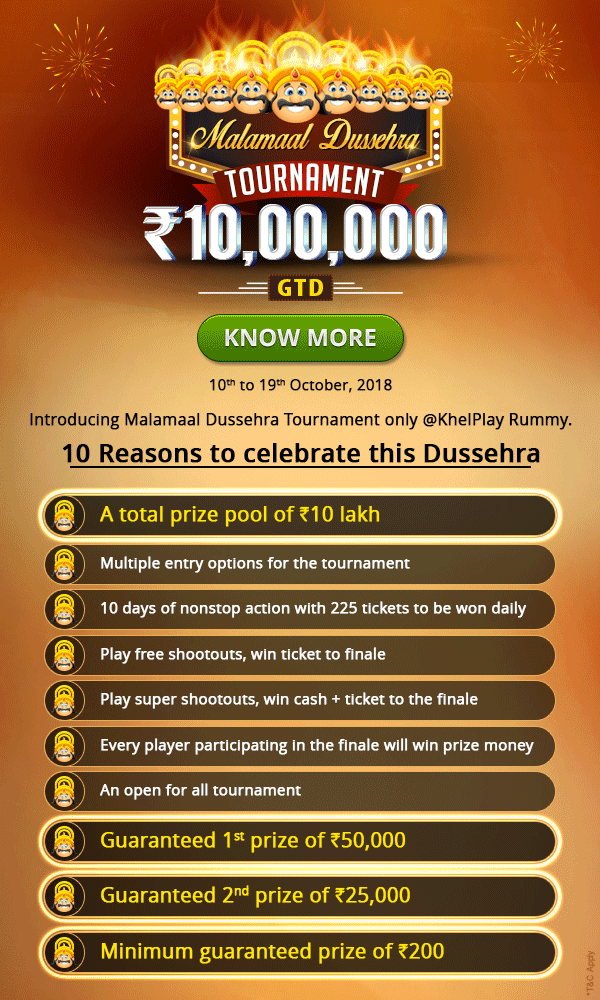 Malamaal Dussehra
TOURNAMENT
₹10,00,000
GTD
KNOW MORE
10th to 19th October, 2018
Introducing Malamaal Dussehra Tournament only @KhelPlay Rummy.
10 Reasons to celebrate this Dussehra
A total prize pool of ₹10 lakh
Multiple entry options for the tournament
10 days of nonstop action with 225 tickets to be won daily
Play free shootouts, win ticket to finale
Play super shootouts, win cash + ticket to the finale
Every player participating in the finale will win prize money
An open for all tournament
Guaranteed 1st prize of ₹50,000
Guaranteed 2nd prize of ₹25,000
Minimum guaranteed prize of ₹200
*T&C Apply